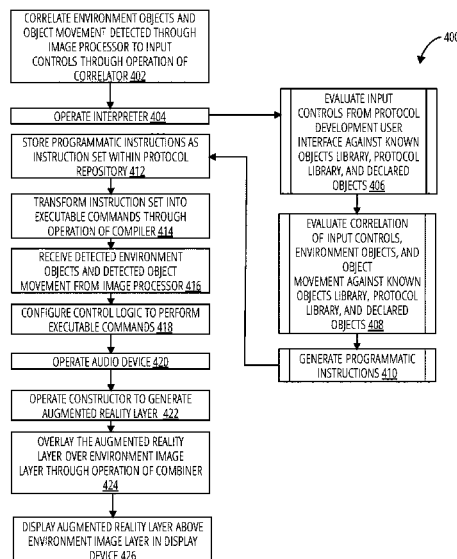 CORRELATE ENVIRONMENT OBJECTS AND
OBJECT MOVEMENT DETECTED THROUGH
IMAGE PROCESSOR TO INPUT
CONTROLS THROUGH OPERATION OF
CORRELATOR 402
OPERATE INTERPRETER 404
400
EVALUATE INPUT
CONTROLS FROM PROTOCOL
DEVELOPMENT USER
INTERFACE AGAINST KNOWN
OBJECTS LIBRARY, PROTOCOL
LIBRARY, AND DECLARED
OBJECTS 406
EVALUATE CORRELATION
OF INPUT CONTROLS,
ENVIRONMENT OBJECTS, AND
OBJECT
MOVEMENT AGAINST KNOWN
OBJECTS LIBRARY, PROTOCOL
LIBRARY, AND DECLARED
OBJECTS 408
GENERATE PROGRAMMATIC
INSTRUCTIONS 410
STORE PROGRAMMATIC INSTRUCTIONS AS
INSTRUCTION SET WITHIN PROTOCOL
REPOSITORY 412
TRANSFORM INSTRUCTION SET INTO
EXECUTABLE COMMANDS THROUGH
OPERATION OF COMPILER 414
RECEIVE DETECTED ENVIRONMENT
OBJECTS AND DETECTED OBJECT
MOVEMENT FROM IMAGE PROCESSOR 416
CONFIGURE CONTROL LOGIC TO PERFORM
EXECUTABLE COMMANDS 418
OPERATE AUDIO DEVICE 420
OPERATE CONSTRUCTOR TO GENERATE
AUGMENTED REALITY LAYER 422
OVERLAY THE AUGMENTED REALITY
LAYER OVER ENVIRONMENT IMAGE
LAYER THROUGH OPERATION OF COMBINER
424
DISPLAY AUGMENTED REALITY LAYER ABOVE
ENVIRONMENT IMAGE LAYER IN DISPLAY
DEVICE 426